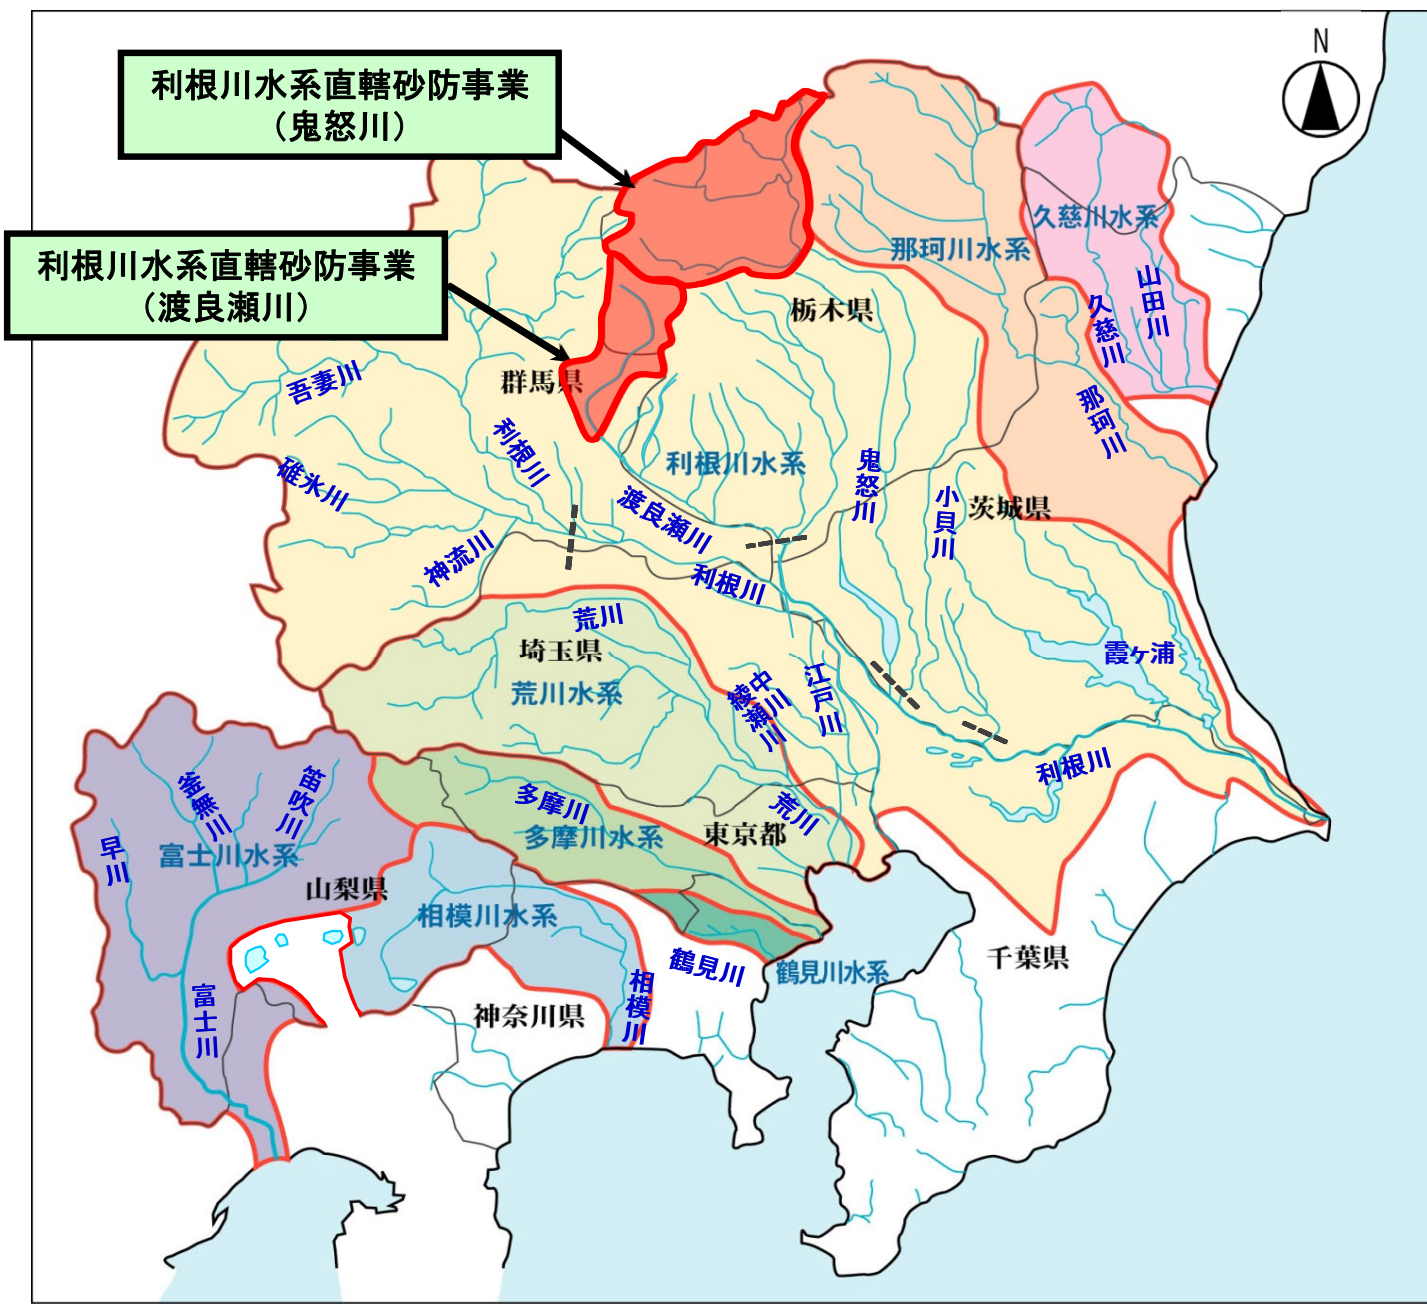 N
利根川水系直轄砂防事業
(鬼怒川)
利根川水系直轄砂防事業
(渡良瀬川)
久慈川水系
那珂川水系
山田川
久慈川
栃木県
吾妻川
群馬県
那珂川
利根川
利根川水系
鬼怒川
碓氷川
小貝川
茨城県
渡良瀬川
神流川
利根川
荒川
埼玉県
霞ヶ浦
荒川水系
綾瀬川
中川
江戸川
利根川
釜無川
笛吹川
多摩川
荒川
多摩川水系
東京都
早川
富士川水系
山梨県
相模川水系
千葉県
鶴見川
鶴見川水系
富士川
相模川
神奈川県